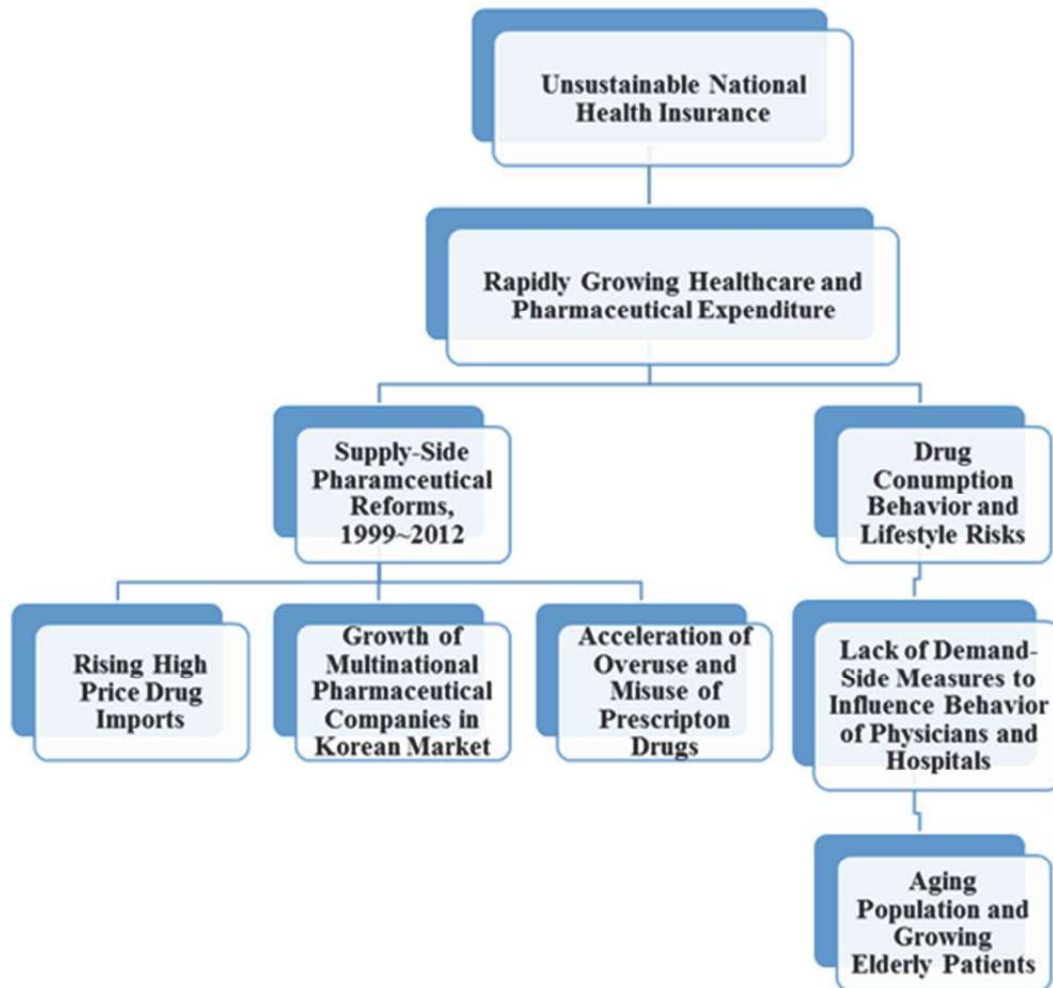 Unsustainable National
Health Insurance
Rapidly Growing Healthcare and
Pharmaceutical Expenditure
Supply-Side
Pharamceutical
Reforms,
1999~2012
Drug
Conumption
Behavior and
Lifestyle Risks
Rising High
Price Drug
Imports
Growth of
Multinational
Pharmaceutical
Companies in
Korean Market
Acceleration of
Overuse and
Misuse of
Prescripton
Drugs
Lack of Demand-
Side Measures to
Influence Behavior
of Physicians and
Hospitals
Aging
Population and
Growing
Elderly Patients